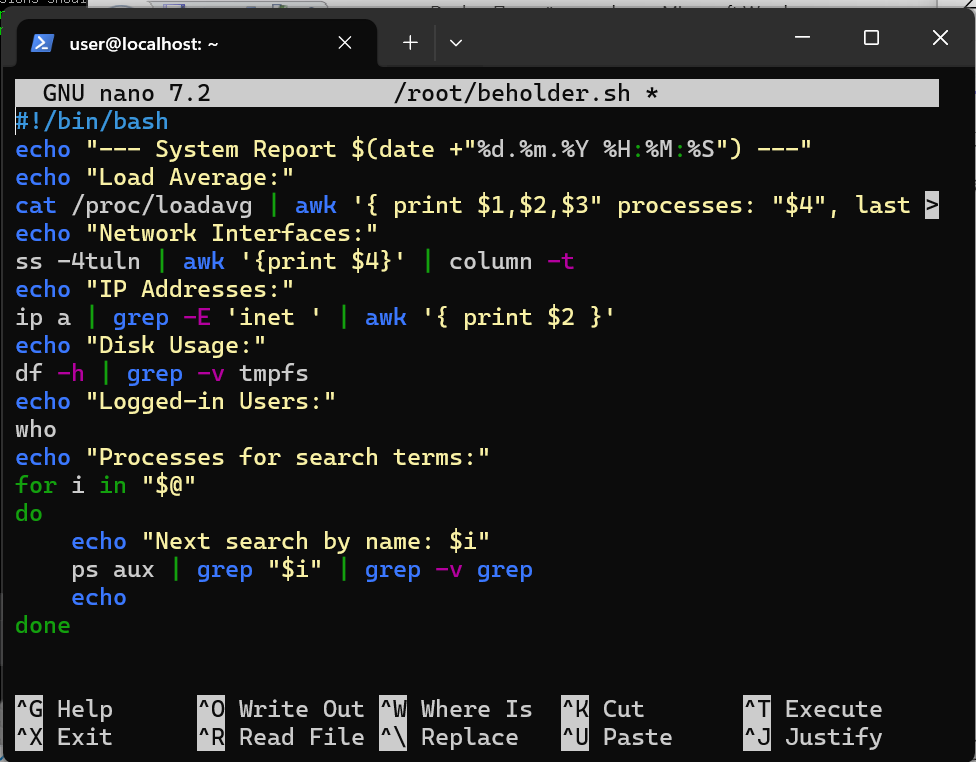 user@localhost: ~
GNU nano 7.2 /root/beholder.sh *
#!/bin/bash
echo "--- System Report $(date +"%d.%m.%Y %H:%M:%S") ---"
echo "Load Average:"
cat /proc/loadavg | awk '{ print $1,$2,$3" processes: "$4", last >
echo "Network Interfaces:"
ss -4tuln | awk '{print $4}' | column -t
echo "IP Addresses:"
ip a | grep -E 'inet ' | awk '{ print $2 }'
echo "Disk Usage:"
df -h | grep -v tmpfs
echo "Logged-in Users:"
who
echo "Processes for search terms:"
for i in "$@"
do
    echo "Next search by name: $i"
    ps aux | grep "$i" | grep -v grep
    echo
done
^G Help ^O Write Out ^W Where Is ^K Cut ^T Execute
^X Exit ^R Read File ^\ Replace ^U Paste ^J Justify